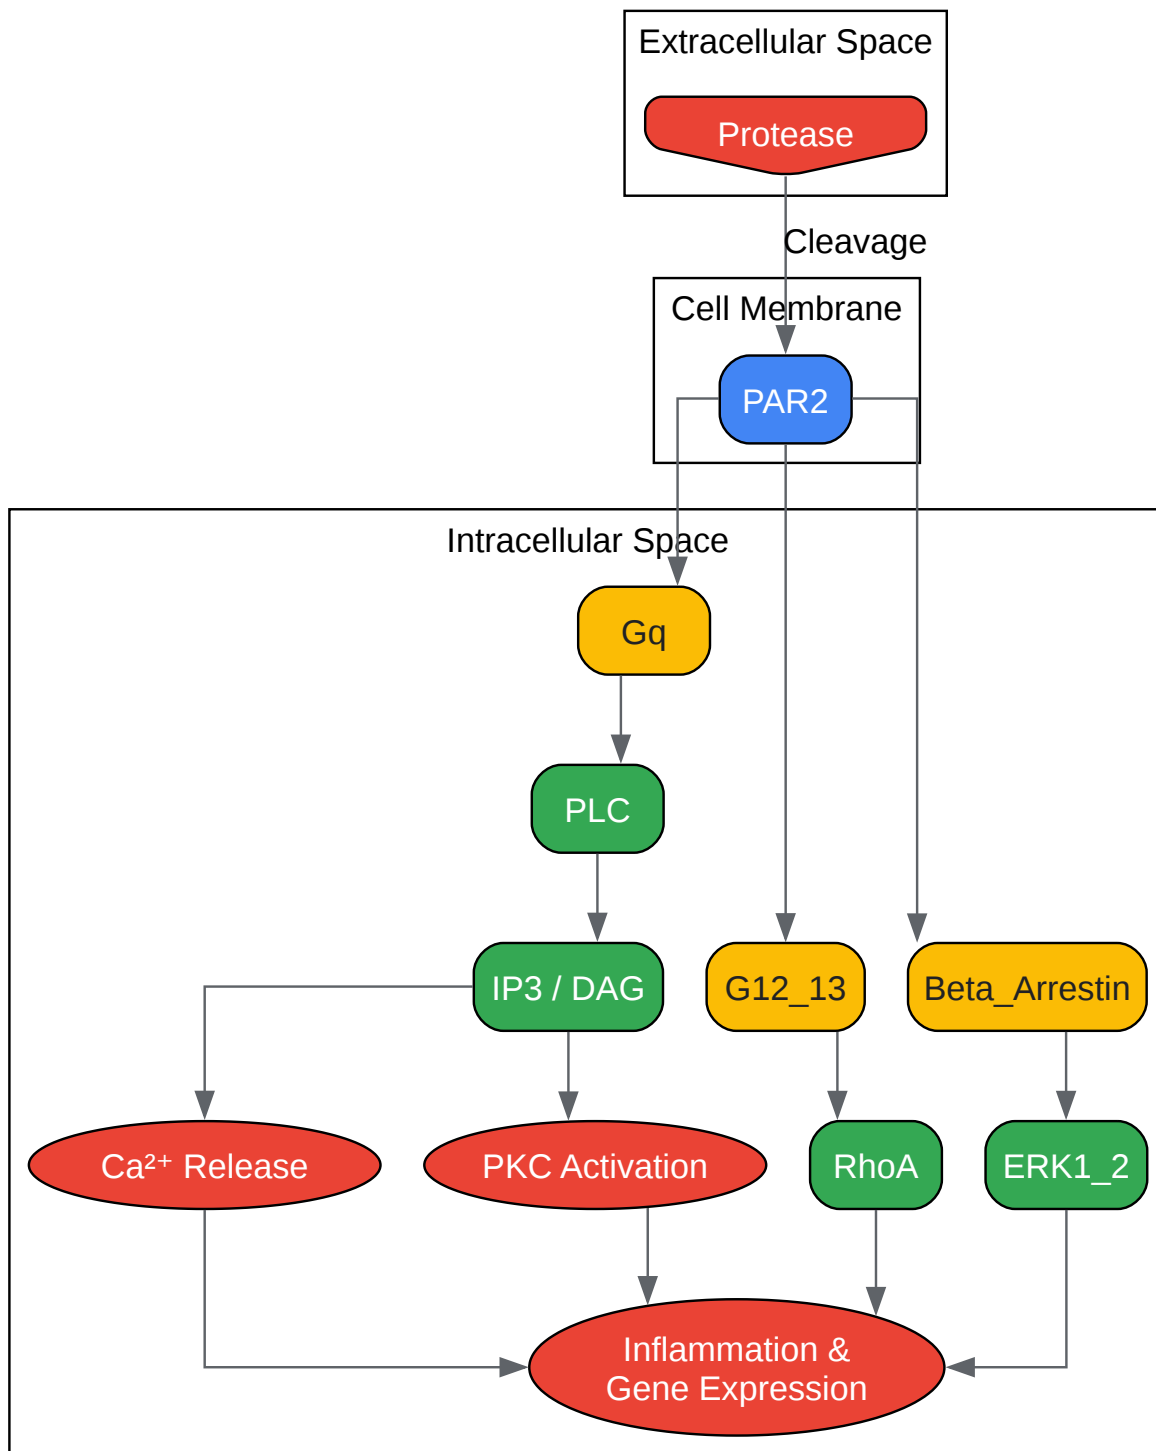 Extracellular Space
Protease
Cleavage
Cell Membrane
PAR2
Intracellular Space
Gq
PLC
IP3 / DAG
G12_13
Beta_Arrestin
Ca²⁺ Release
PKC Activation
RhoA
ERK1_2
Inflammation &
Gene Expression